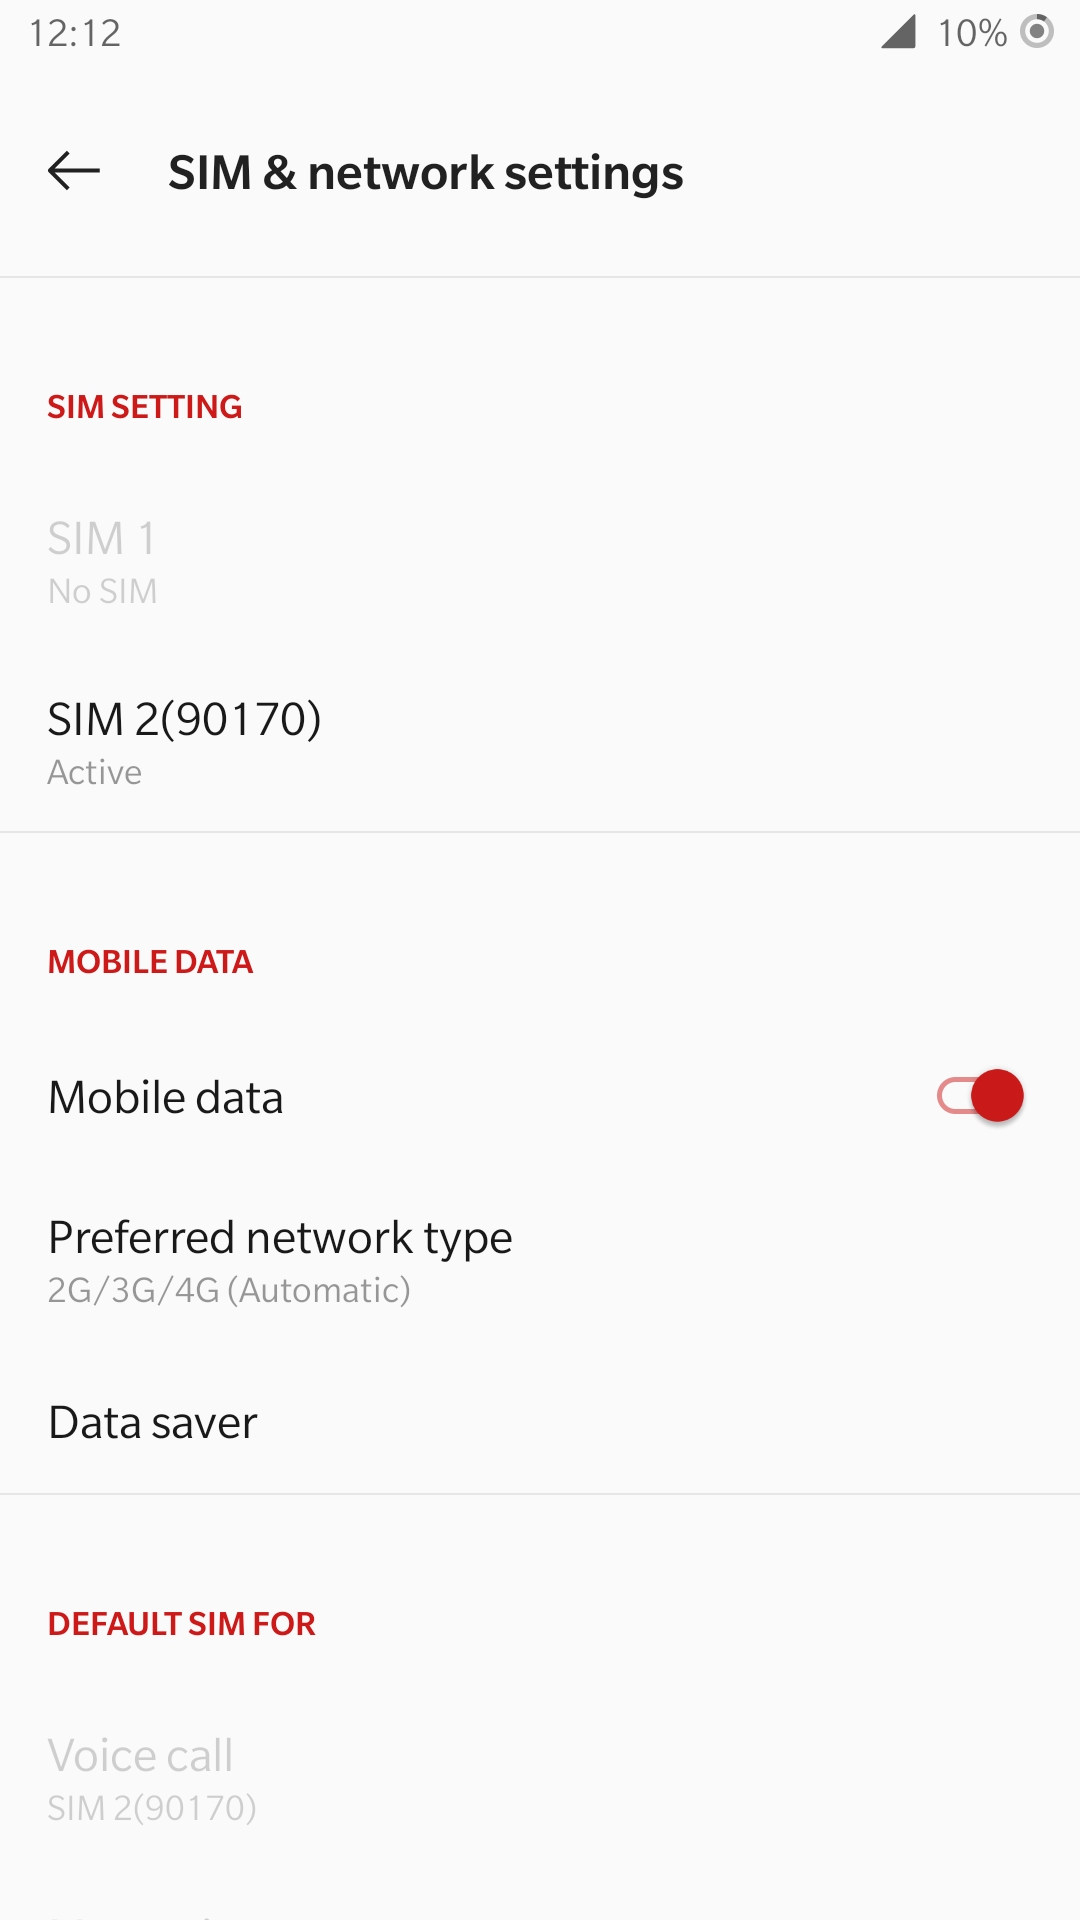 12:12
10%
SIM & network settings
SIM SETTING
SIM 1
No SIM
SIM 2(90170)
Active
MOBILE DATA
Mobile data
Preferred network type
2G/3G/4G (Automatic)
Data saver
DEFAULT SIM FOR
Voice call
SIM 2(90170)